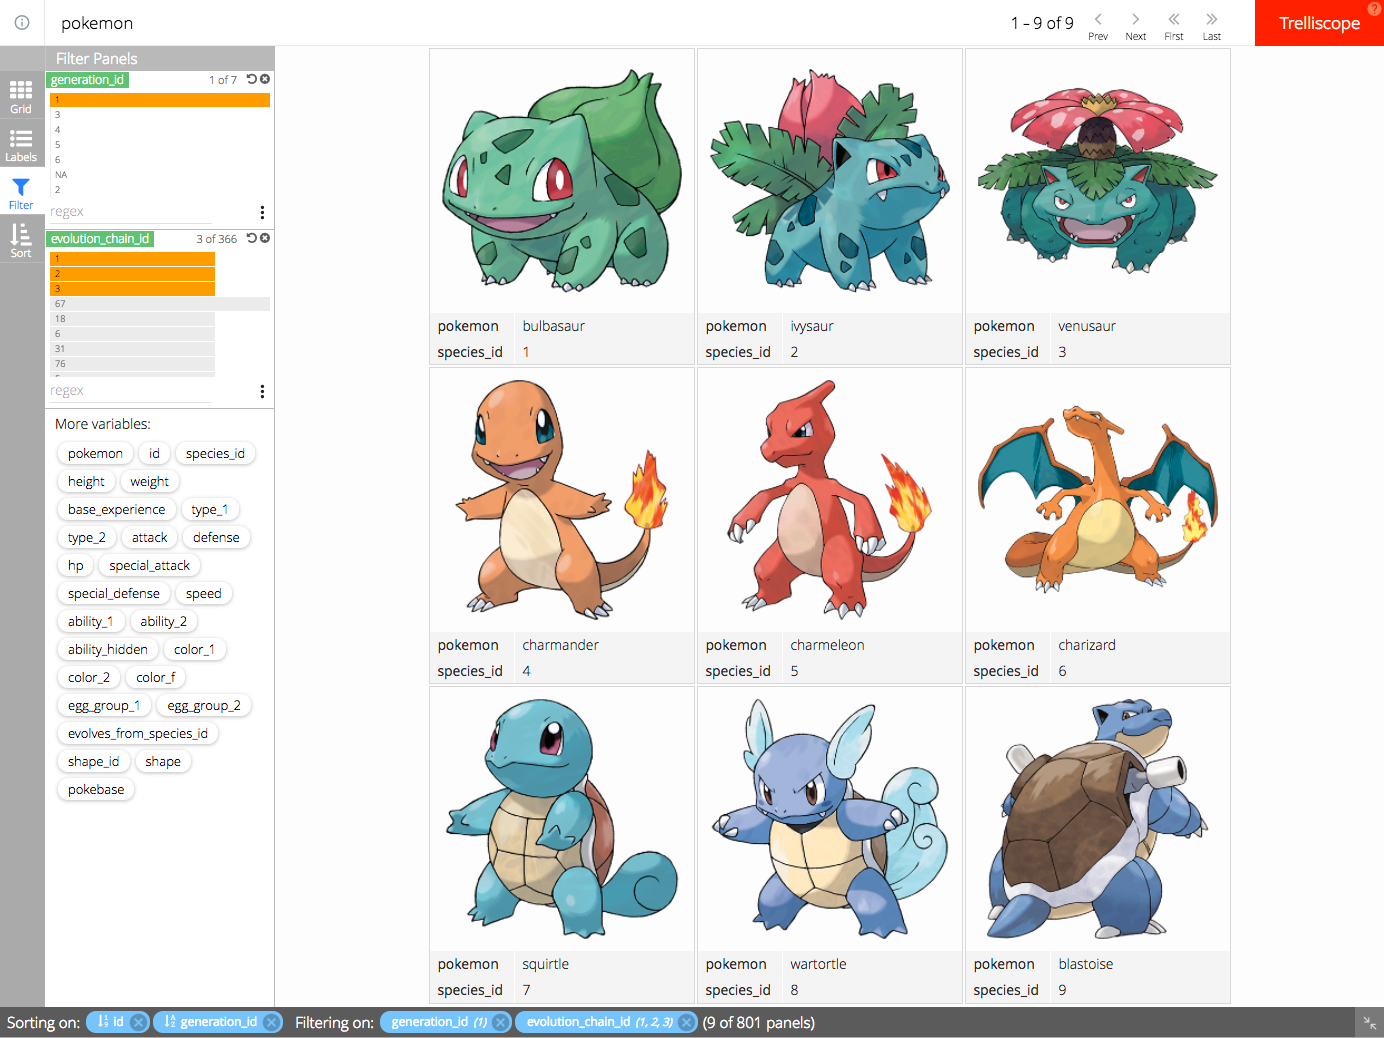 pokemon
1 - 9 of 9
Prev
Next
First
Last
Trelliscope
?
Filter Panels
Grid
Labels
Filter
Sort
generation_id
1 of 7
1
3
4
5
6
NA
2
regex
evolution_chain_id
3 of 366
1
2
3
67
18
6
31
76
regex
More variables:
pokemon id species_id
height weight
base_experience type_1
type_2 attack defense
hp special_attack
special_defense speed
ability_1 ability_2
ability_hidden color_1
color_2 color_f
egg_group_1 egg_group_2
evolves_from_species_id
shape_id shape
pokebase
pokemon bulbasaur
species_id 1
pokemon ivysaur
species_id 2
pokemon venusaur
species_id 3
pokemon charmander
species_id 4
pokemon charmeleon
species_id 5
pokemon charizard
species_id 6
pokemon squirtle
species_id 7
pokemon wartortle
species_id 8
pokemon blastoise
species_id 9
Sorting on: id generation_id Filtering on: generation_id (1) evolution_chain_id (1, 2, 3) (9 of 801 panels)